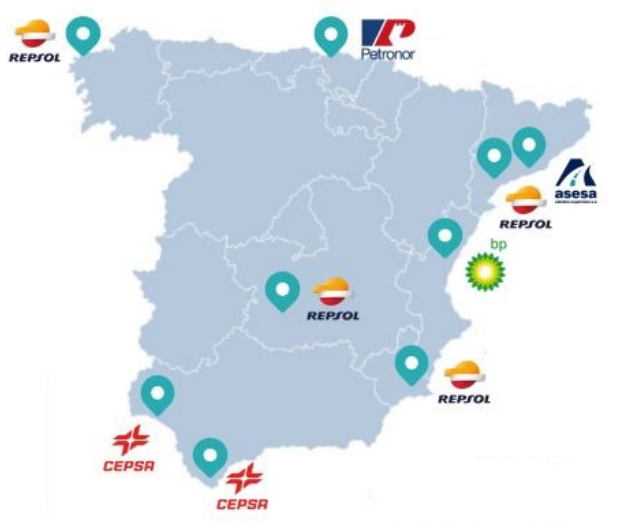 REPSOL
Petronor
asesa
REPSOL
bp
REPSOL
REPSOL
CEPSA
CEPSA